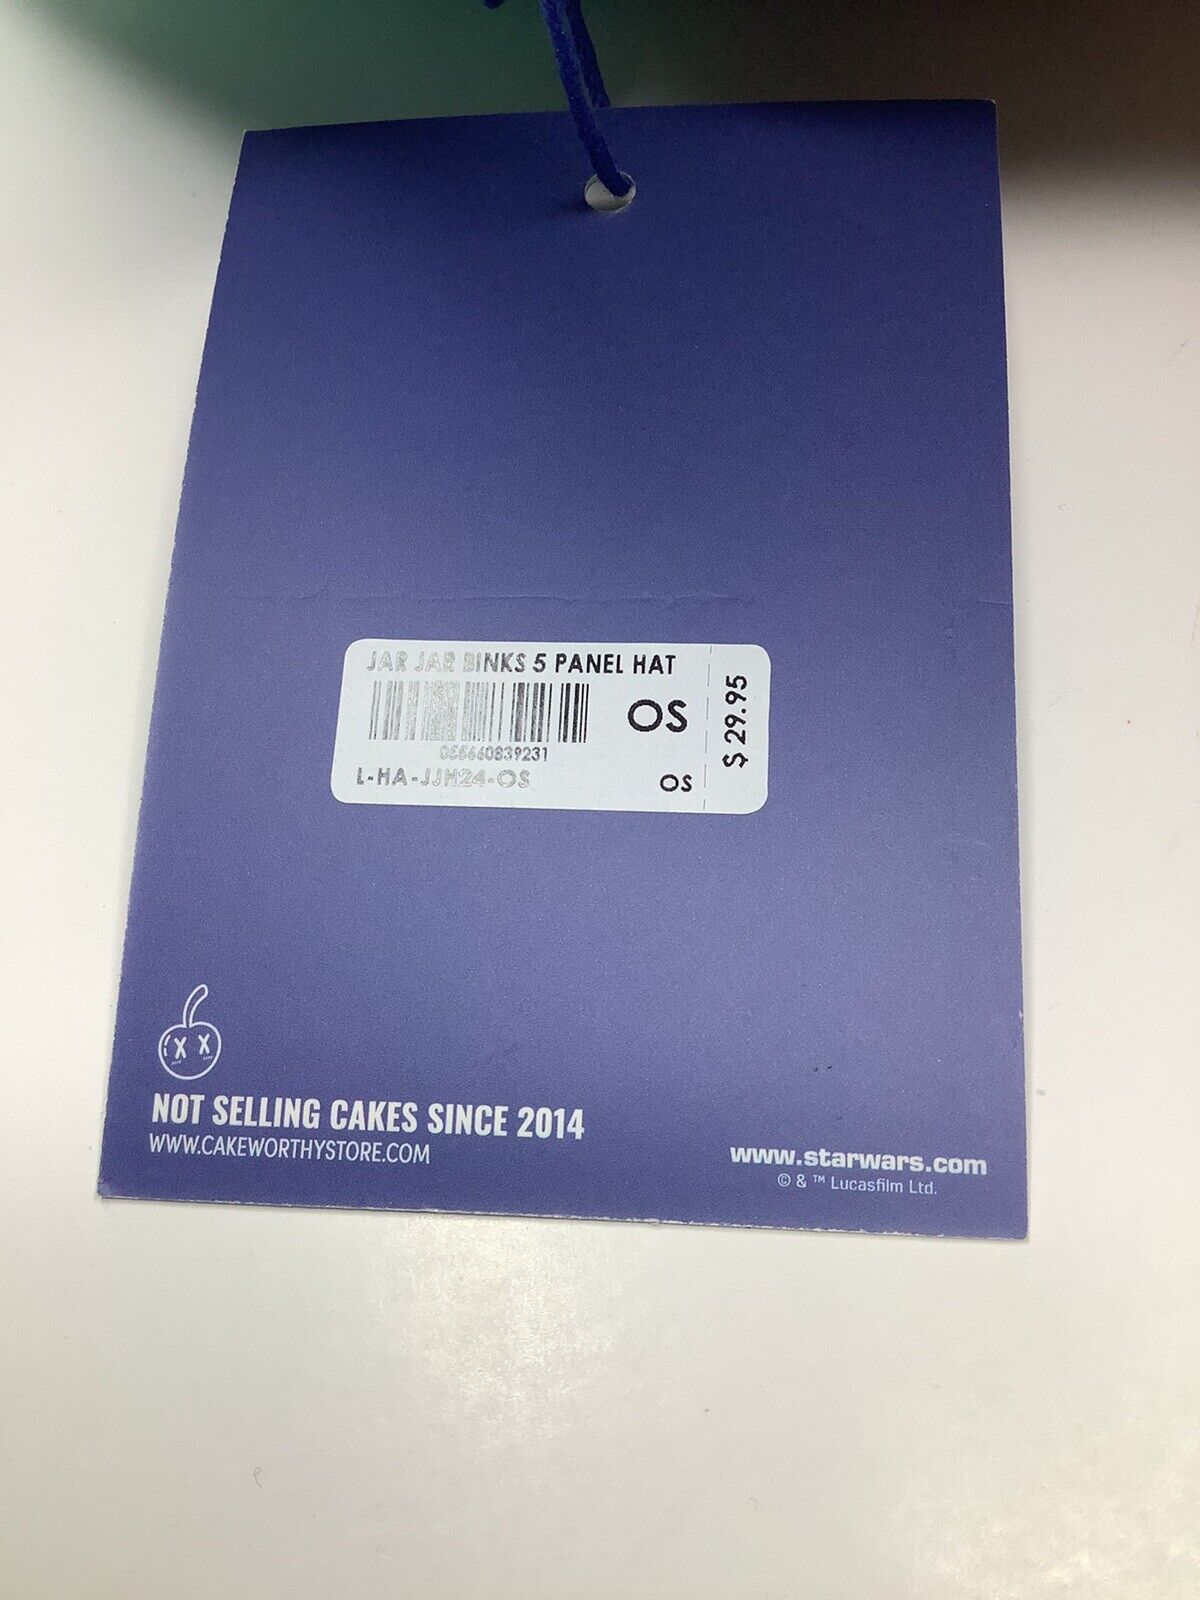 JAR JAR BINKS 5 PANEL HAT
OS
$ 29.95
055660839231
L-HA-JJH24-OS
OS
X X
NOT SELLING CAKES SINCE 2014
WWW.CAKEWORTHYSTORE.COM
www.starwars.com
© & ™ Lucasfilm Ltd.